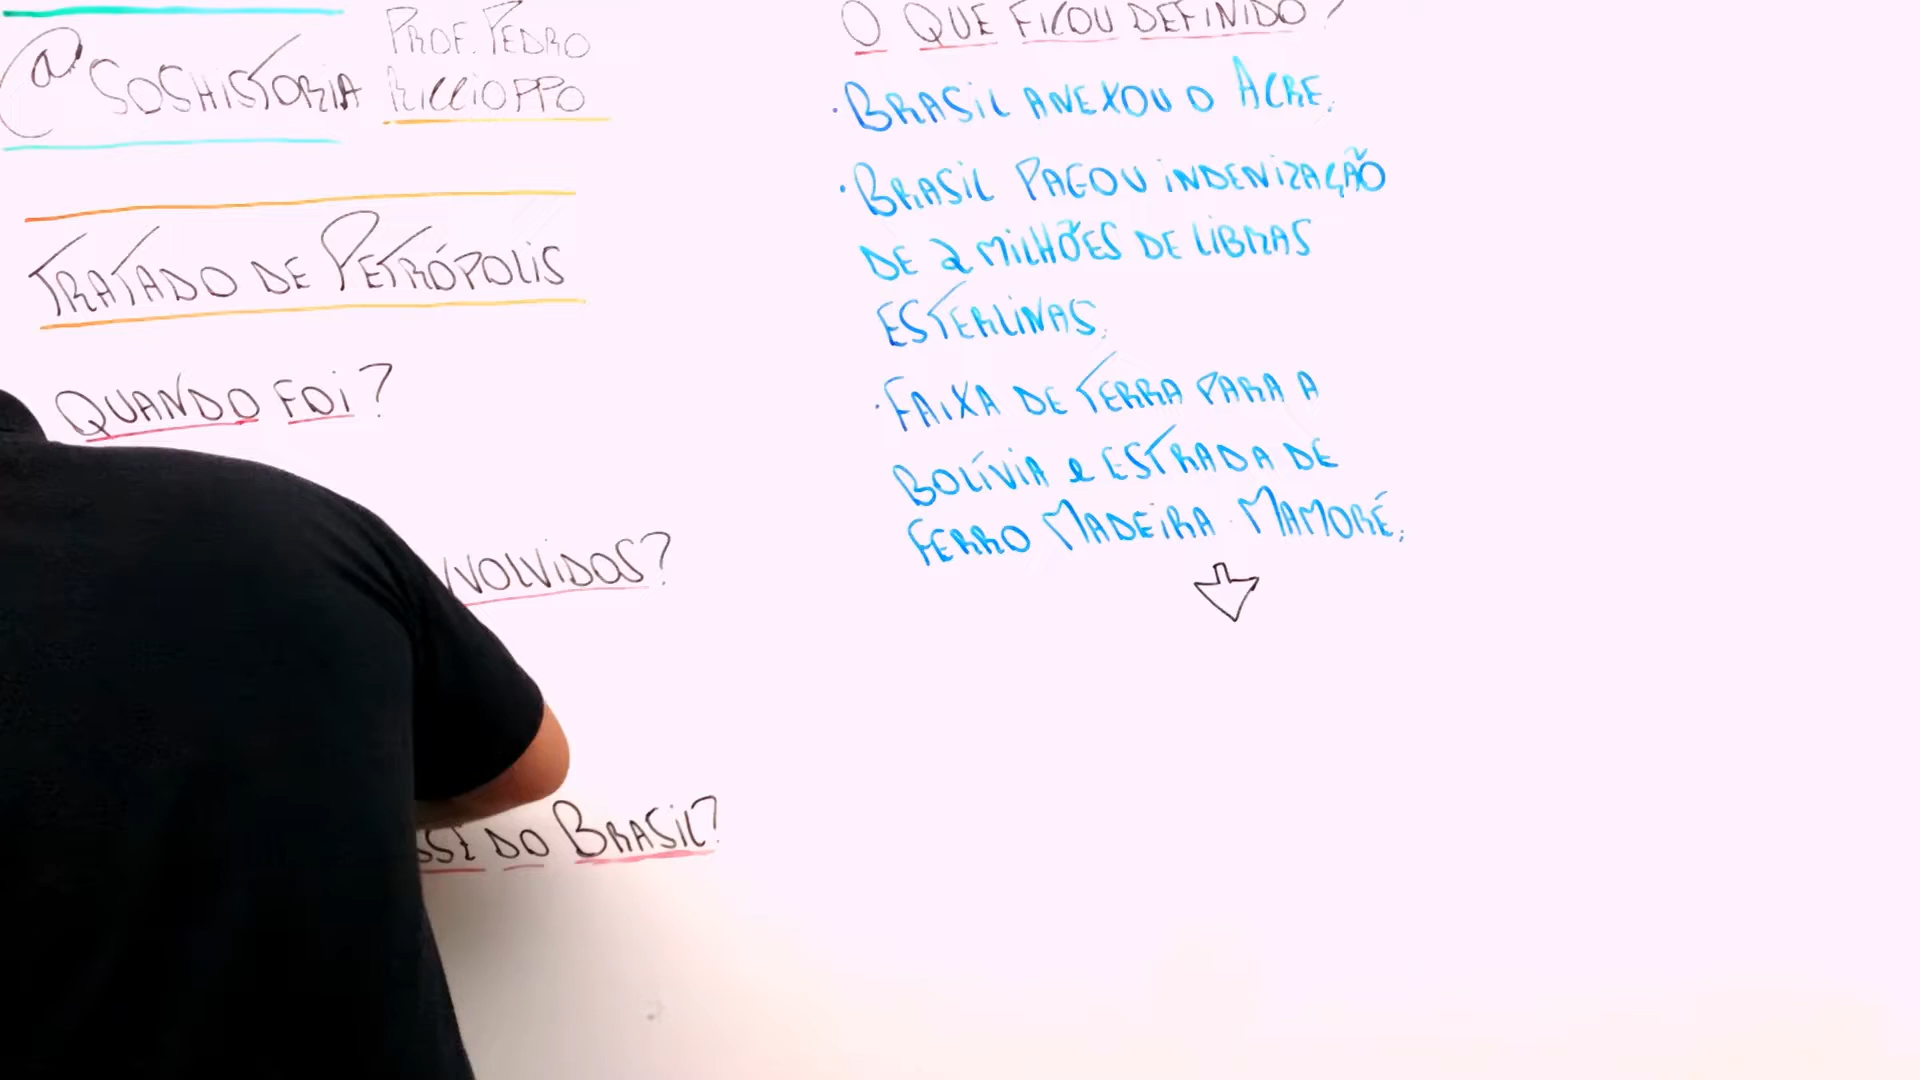 @SOSHISTORIA
PROF. PEDRO
RICCIOPPO
TRATADO DE PETRÓPOLIS
QUANDO FOI?
DO BRASIL?
O QUE FICOU DEFINIDO?
• BRASIL ANEXOU O ACRE.
• BRASIL PAGOU INDENIZAÇÃO
DE 2 MILHÕES DE LIBRAS
ESTERLINAS.
• FAIXA DE TERRA PARA A
BOLÍVIA e ESTRADA DE
FERRO MADEIRA-MAMORÉ.